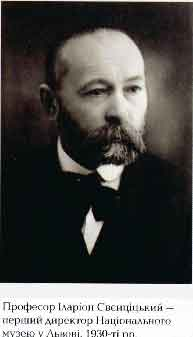 Професор Іларіон Свєнціцький –
перший директор Національного
музею у Львові. 1930-ті рр.